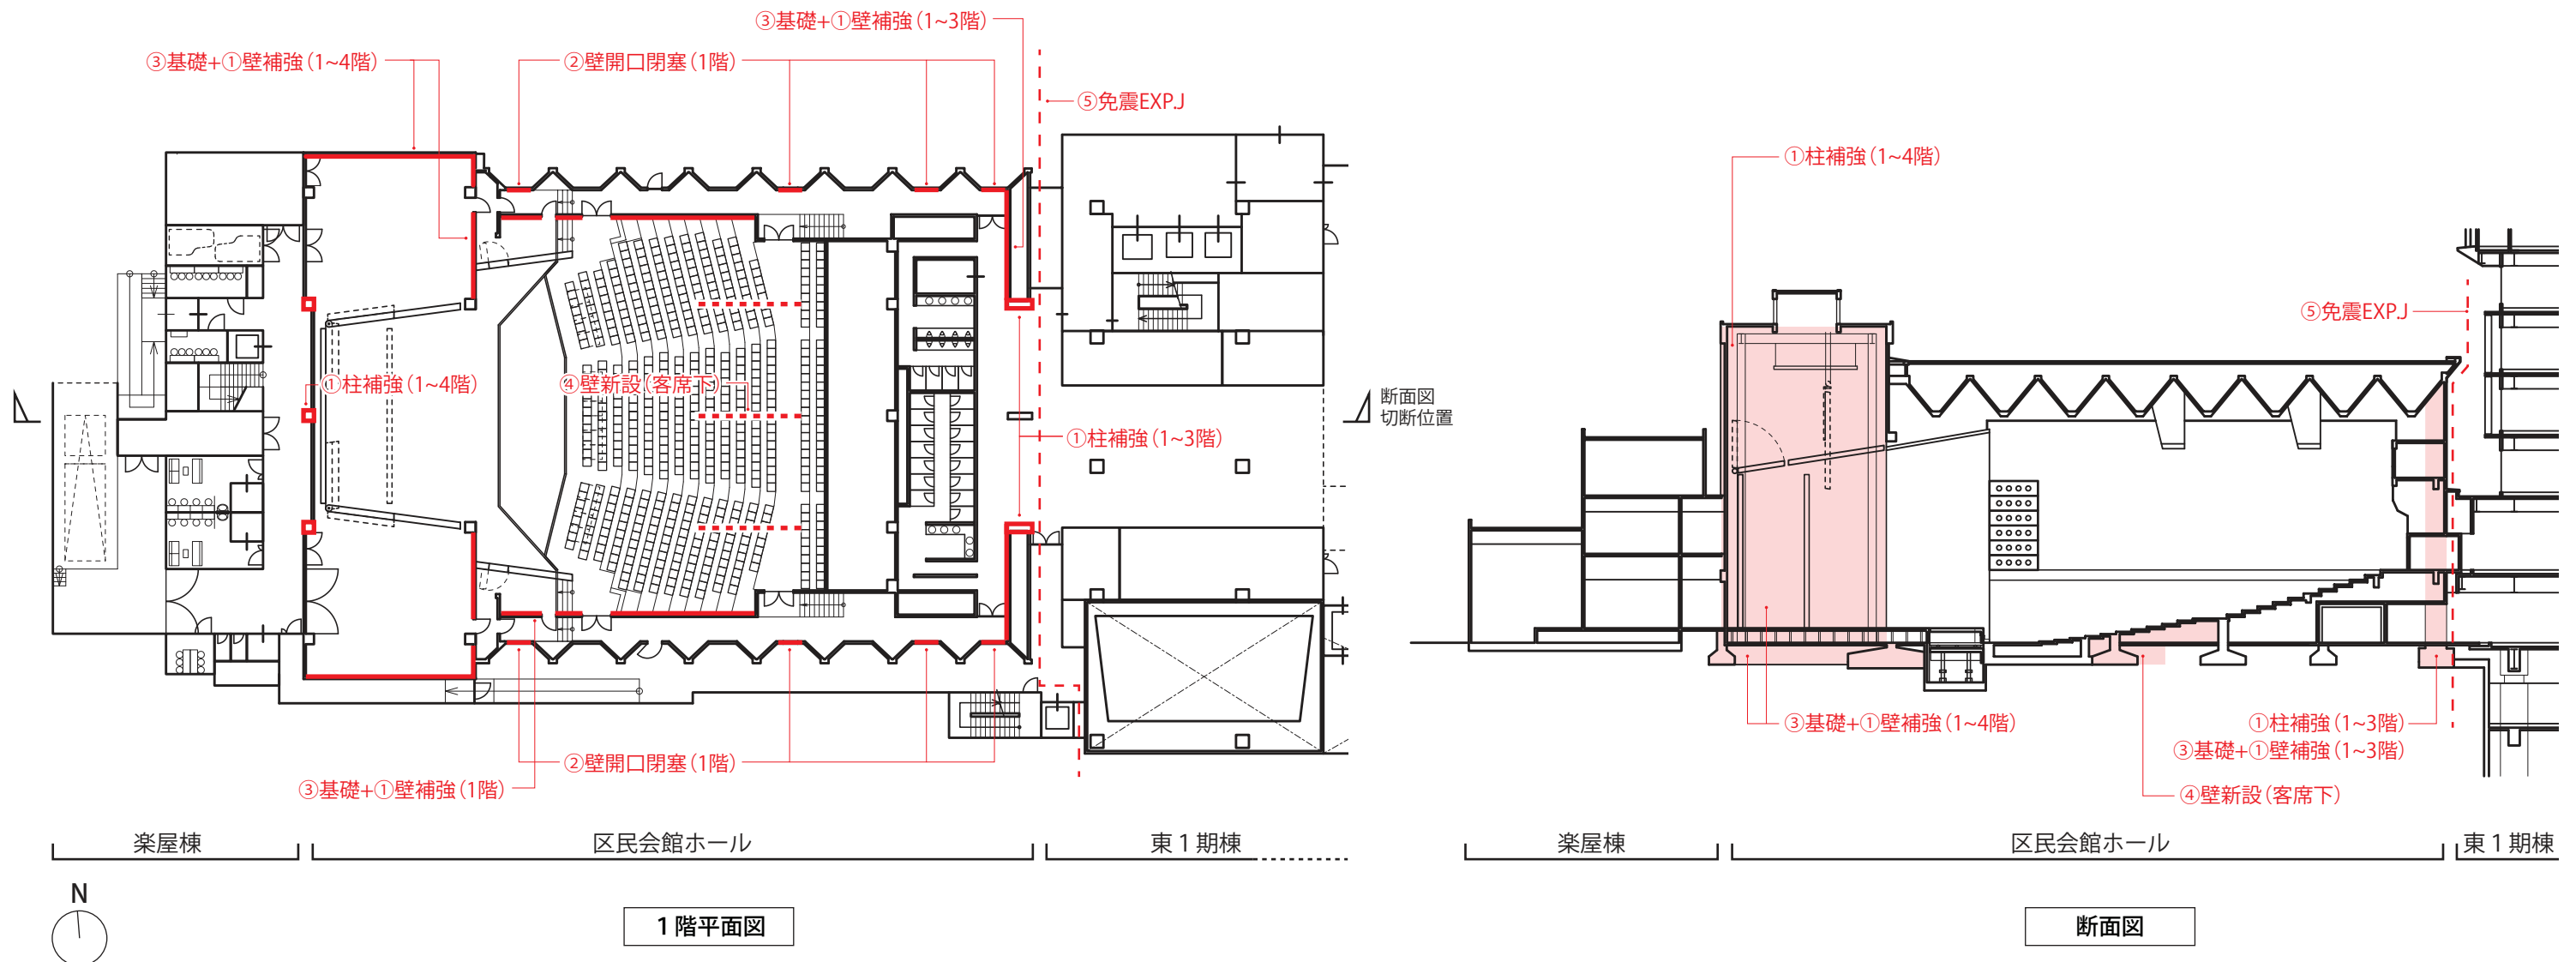 ③基礎+①壁補強（1~3階）
③基礎+①壁補強（1~4階）
②壁開口閉塞（1階）
⑤免震EXP.J
①柱補強（1~4階）
④壁新設（客席下）
①柱補強（1~3階）
断面図
切断位置
②壁開口閉塞（1階）
③基礎+①壁補強（1階）
楽屋棟
区民会館ホール
東１期棟
N
１階平面図
①柱補強（1~4階）
⑤免震EXP.J
③基礎+①壁補強（1~4階）
①柱補強（1~3階）
③基礎+①壁補強（1~3階）
④壁新設（客席下）
楽屋棟
区民会館ホール
東１期棟
断面図